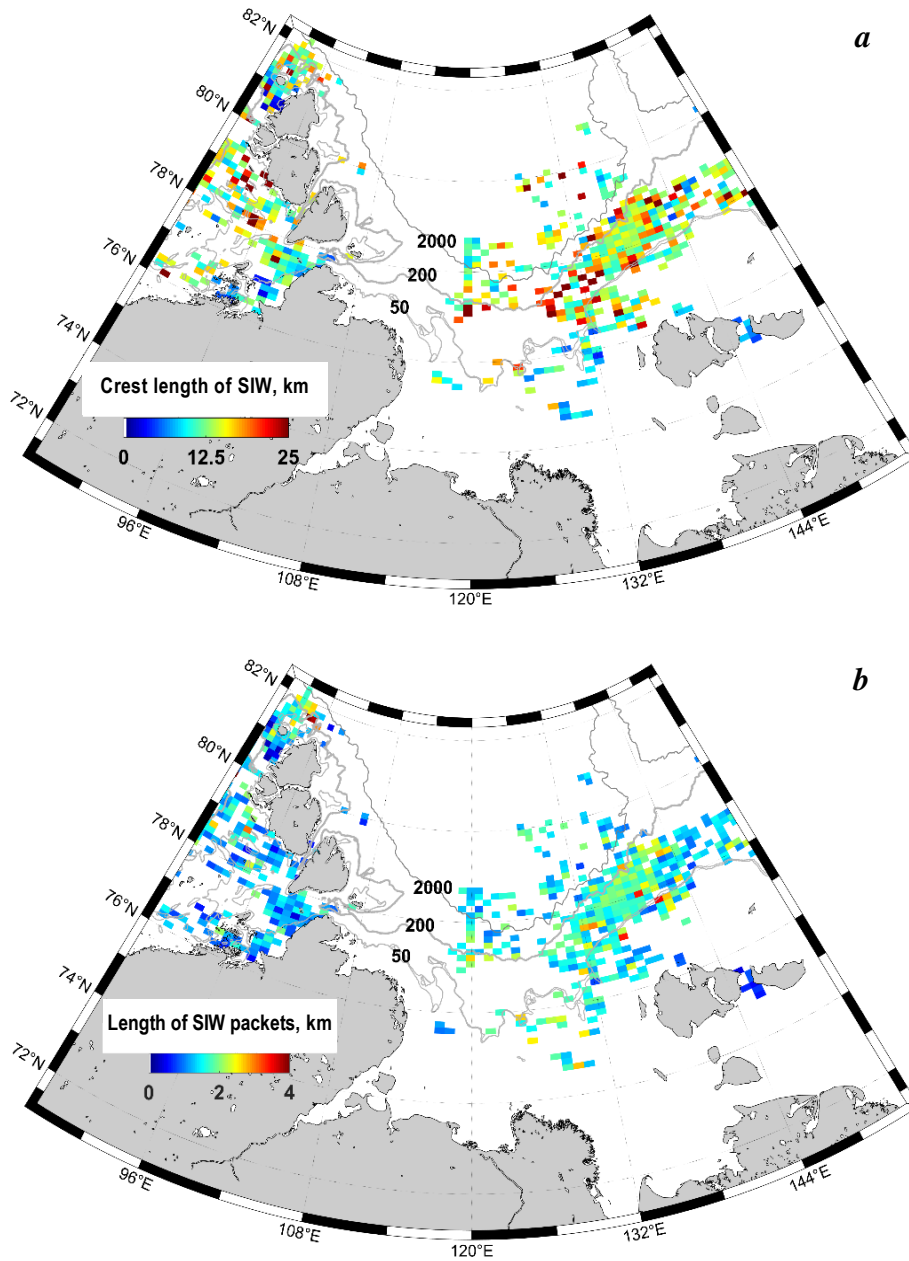 82°N
a
80°N
78°N
76°N
2000
200
50
74°N
Crest length of SIW, km
72°N
0 12.5 25
96°E
144°E
108°E
132°E
120°E
82°N
b
80°N
78°N
76°N
2000
200
50
74°N
Length of SIW packets, km
72°N
0 2 4
96°E
144°E
108°E
132°E
120°E